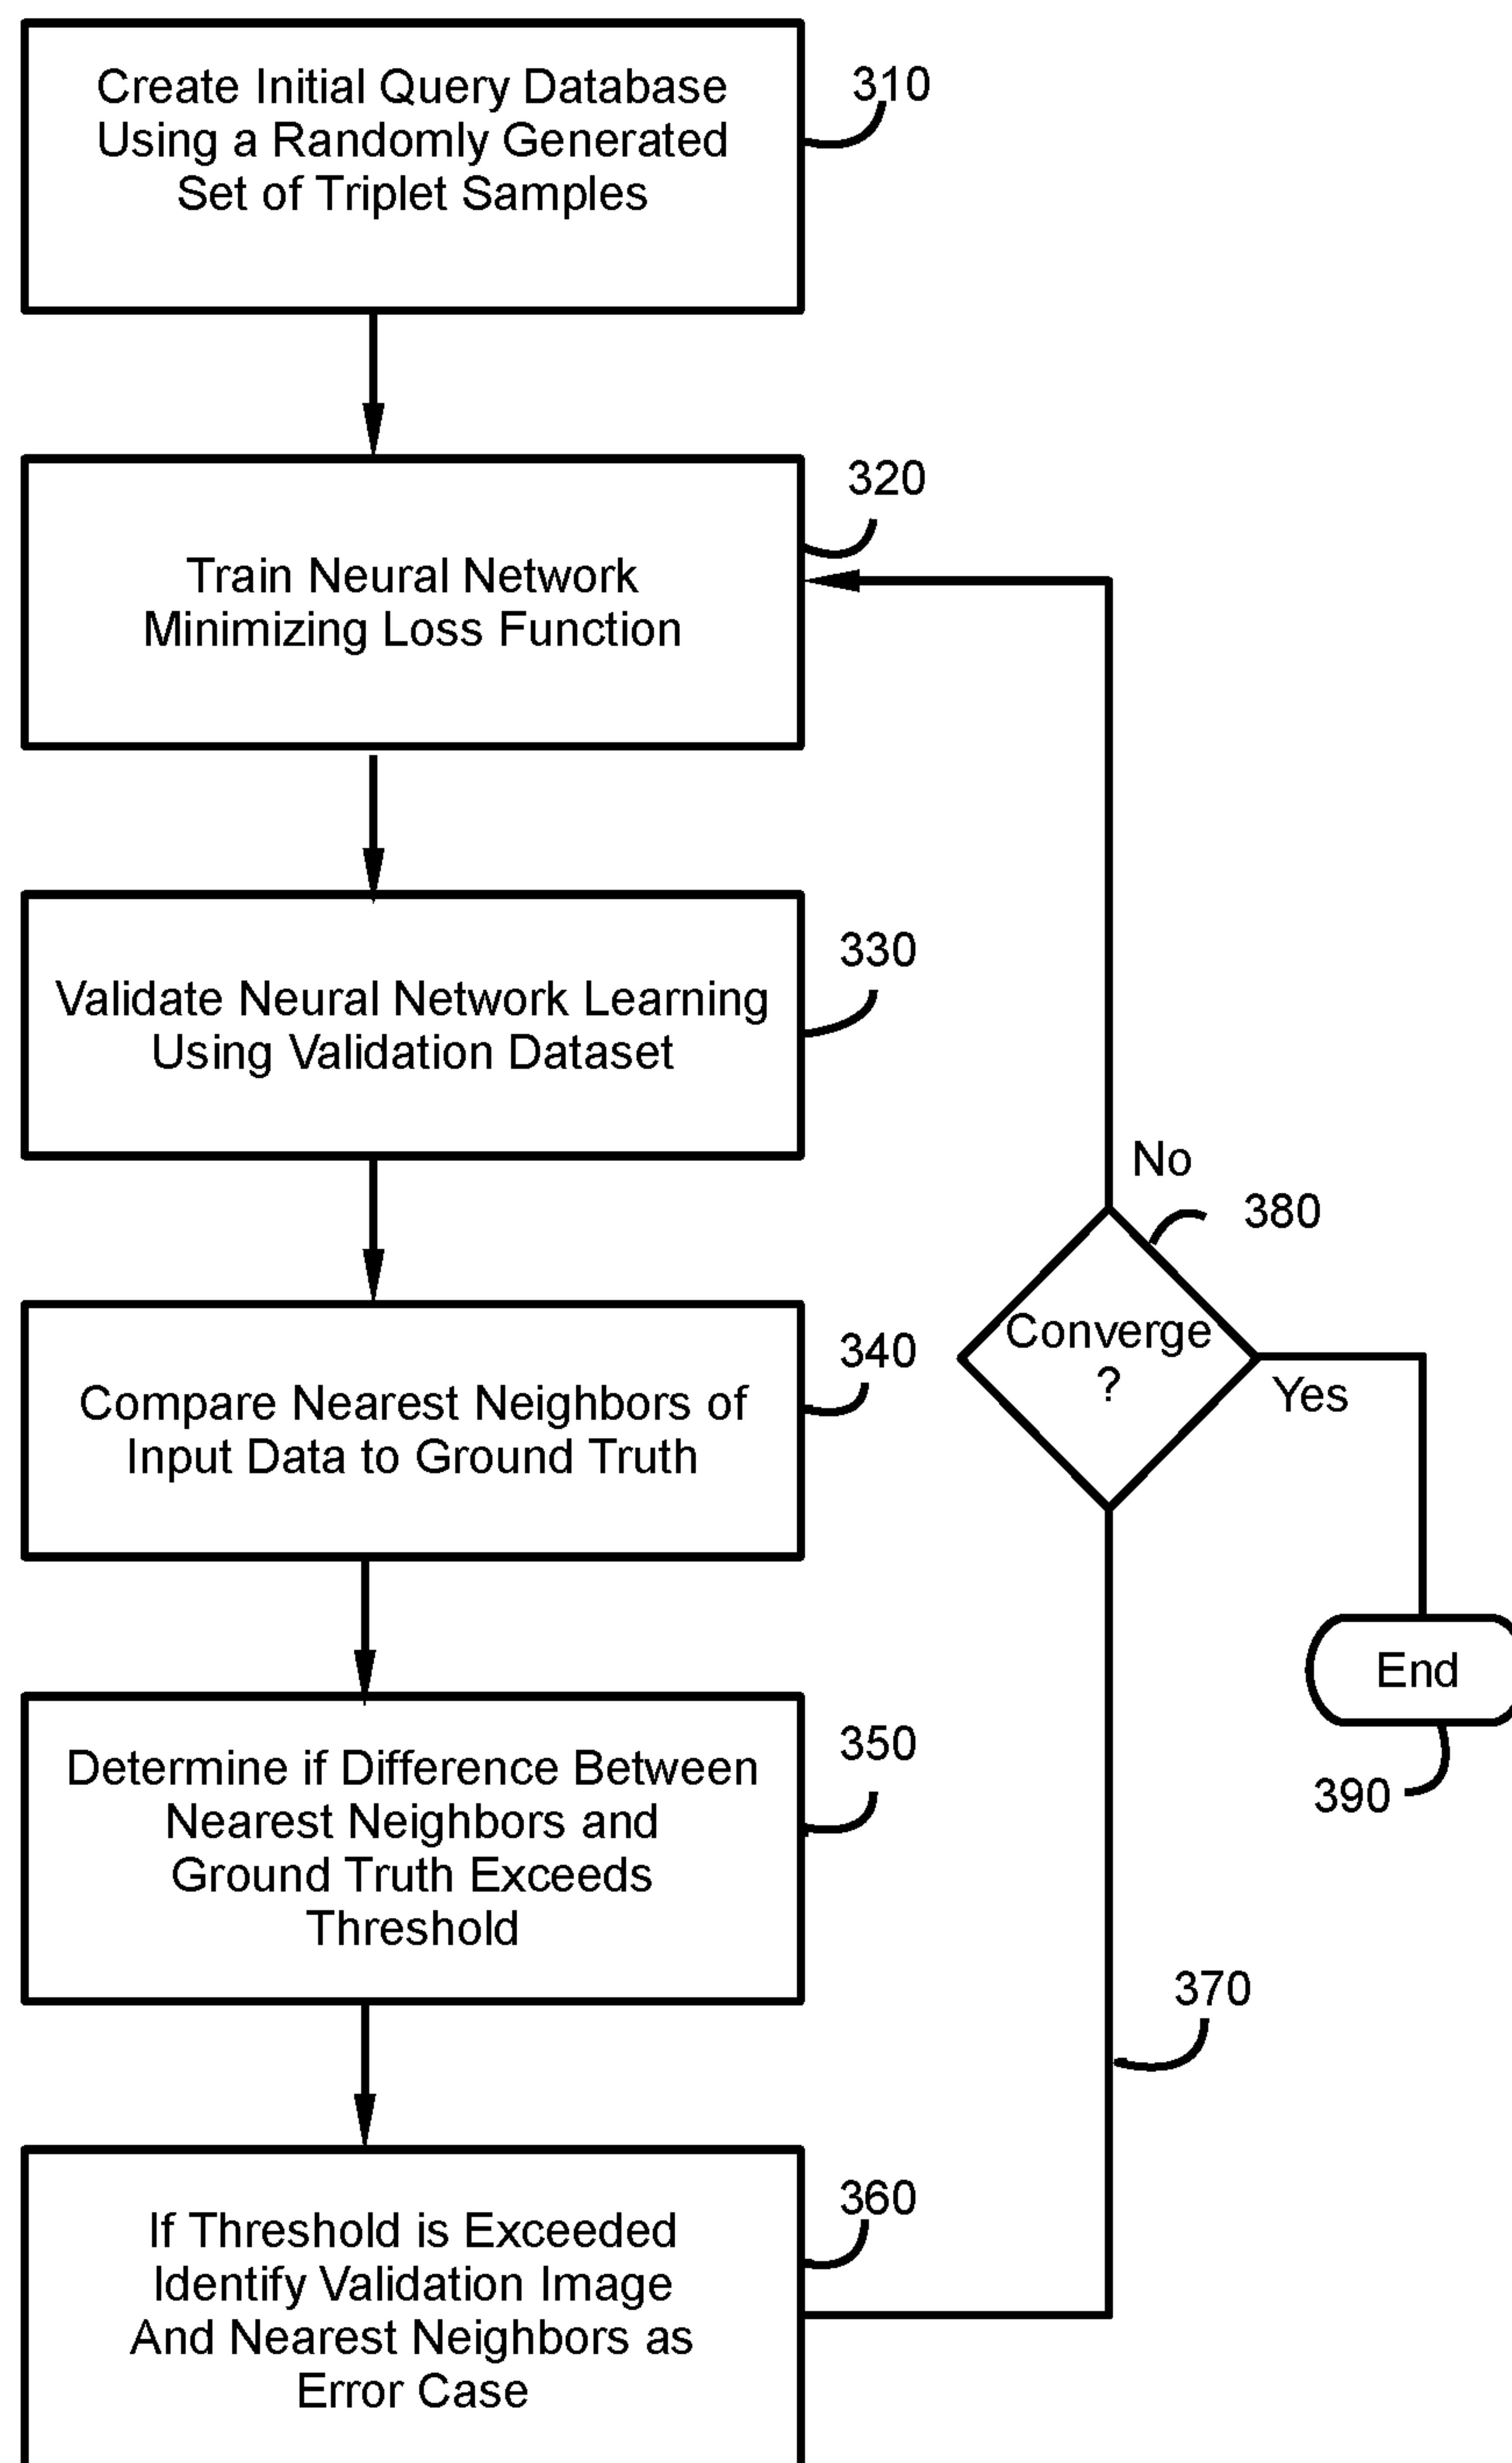 Create Initial Query Database
Using a Randomly Generated
Set of Triplet Samples
310
Train Neural Network
Minimizing Loss Function
320
Validate Neural Network Learning
Using Validation Dataset
330
Compare Nearest Neighbors of
Input Data to Ground Truth
340
Determine if Difference Between
Nearest Neighbors and
Ground Truth Exceeds
Threshold
350
If Threshold is Exceeded
Identify Validation Image
And Nearest Neighbors as
Error Case
360
370
No
380
Converge
?
Yes
End
390